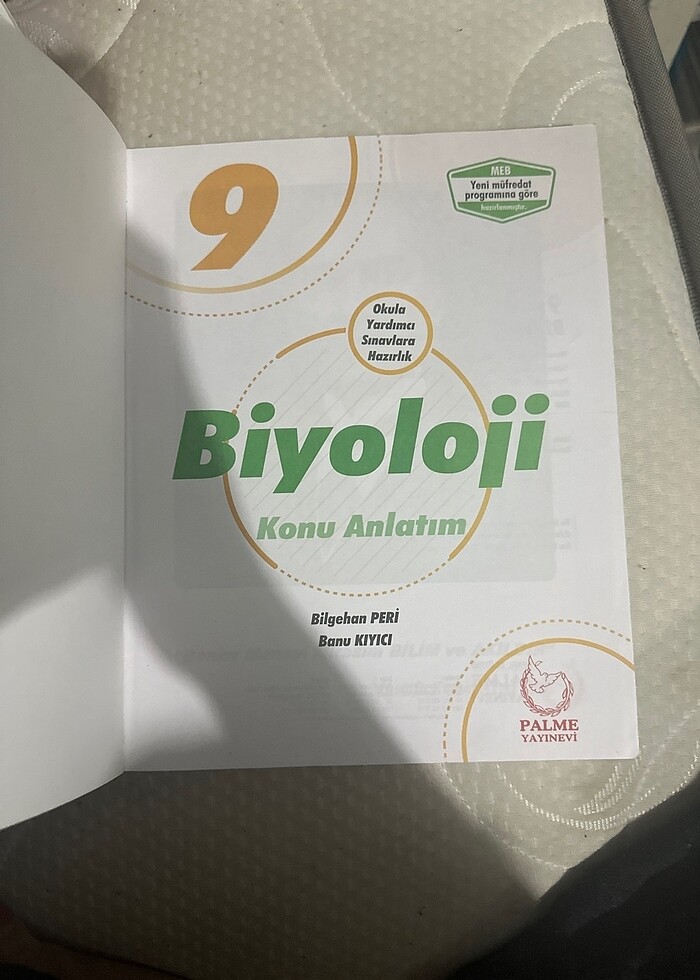 9
MEB
Yeni müfredat
programına göre
hazırlanmıştır.
Okula
Yardımcı
Sınavlara
Hazırlık
Biyoloji
Konu Anlatım
Bilgehan PERİ
Banu KIYICI
PALME
YAYINEVİ